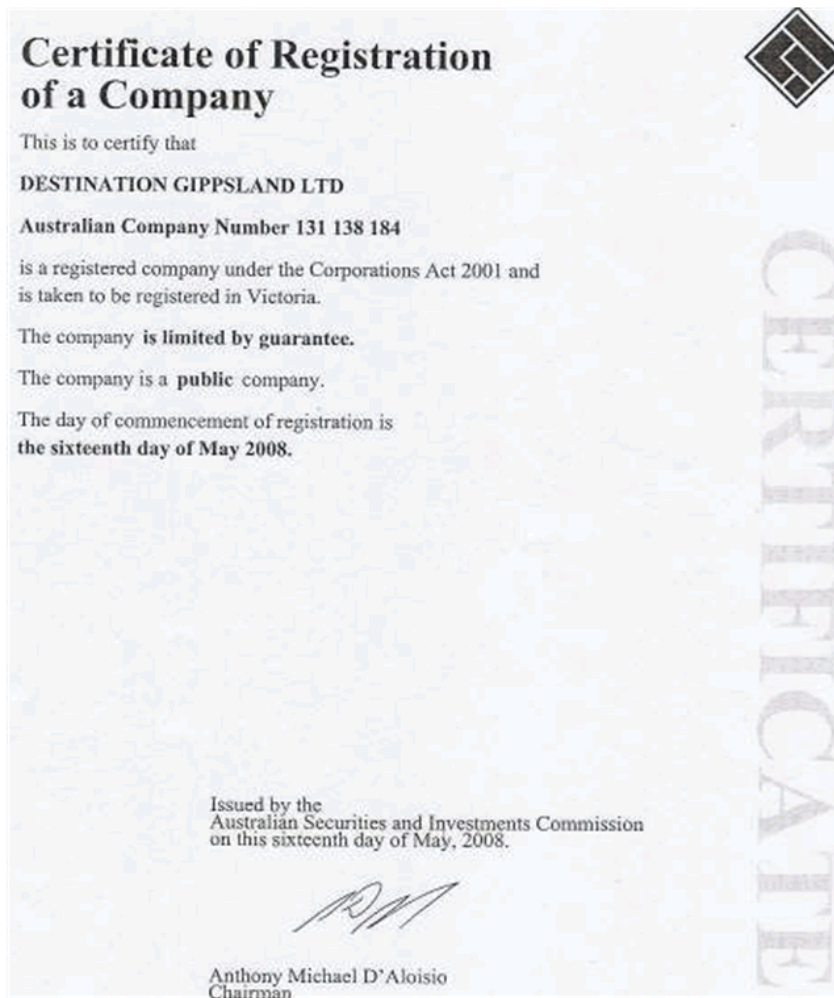 Certificate of Registration
of a Company
This is to certify that
DESTINATION GIPPSLAND LTD
Australian Company Number 131 138 184
is a registered company under the Corporations Act 2001 and
is taken to be registered in Victoria.
The company is limited by guarantee.
The company is a public company.
The day of commencement of registration is
the sixteenth day of May 2008.
Issued by the
Australian Securities and Investments Commission
on this sixteenth day of May, 2008.
Anthony Michael D'Aloisio
Chairman
CERTIFICATE